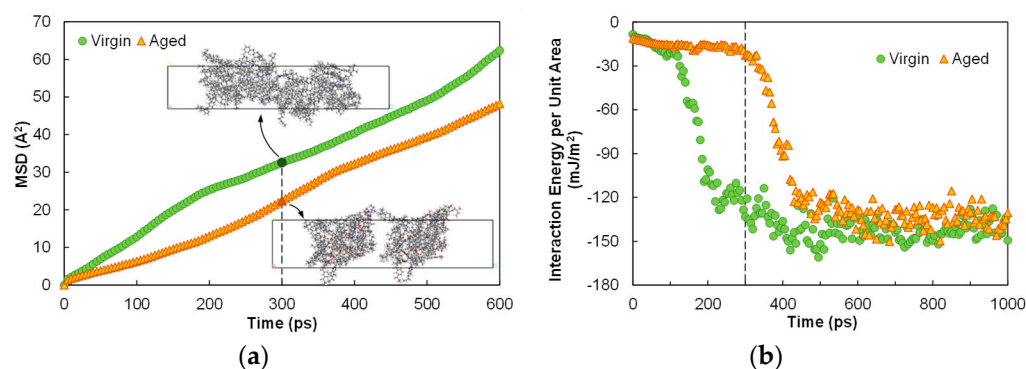 70
60
50
40
30
20
10
0
MSD (Å²)
Virgin Aged
0 100 200 300 400 500 600
Time (ps)
(a)
0
-30
-60
-90
-120
-150
-180
Interaction Energy per Unit Area
(mJ/m²)
Virgin Aged
0 200 400 600 800 1000
Time (ps)
(b)